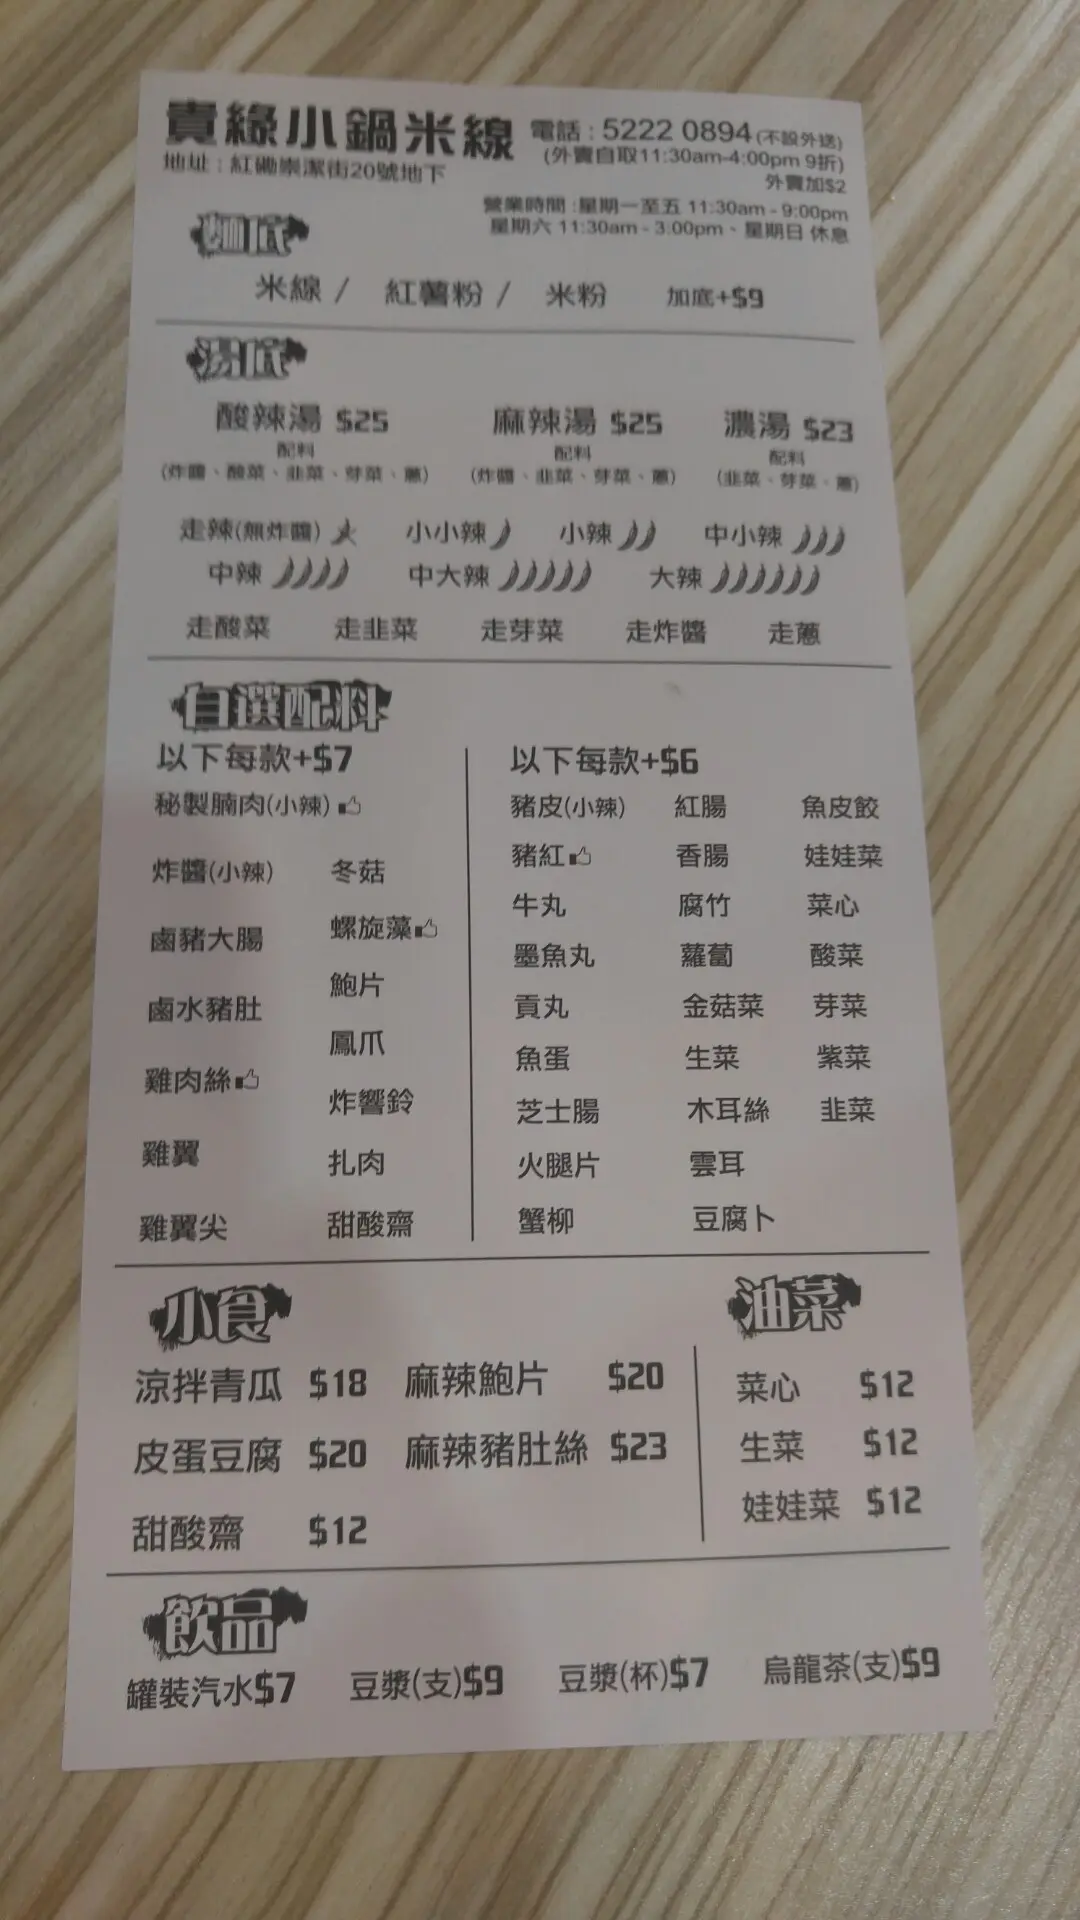 貴緣小鍋米線
電話：5222 0894(不設外送)
(外賣自取11:30am-4:00pm 9折)
地址：紅磡崇潔街20號地下
外賣加$2
營業時間:星期一至五 11:30am - 9:00pm
星期六 11:30am - 3:00pm、星期日 休息
麵底
米線 / 紅薯粉 / 米粉 加底+$9
湯底
酸辣湯 $25 麻辣湯 $25 濃湯 $23
配料 配料 配料
(炸醬、酸菜、韭菜、芽菜、蔥) (炸醬、韭菜、芽菜、蔥) (韭菜、芽菜、蔥)
走辣(無炸醬) 小小辣 小辣 中小辣
中辣 中大辣 大辣
走酸菜 走韭菜 走芽菜 走炸醬 走蔥
自選配料
以下每款+$7
秘製腩肉(小辣)
炸醬(小辣) 冬菇
鹵豬大腸 螺旋藻
鹵水豬肚 鮑片
雞肉絲 鳳爪
雞翼 炸響鈴
雞翼尖 扎肉
甜酸齋
以下每款+$6
豬皮(小辣) 紅腸 魚皮餃
豬紅 香腸 娃娃菜
牛丸 腐竹 菜心
墨魚丸 蘿蔔 酸菜
貢丸 金菇菜 芽菜
魚蛋 生菜 紫菜
芝士腸 木耳絲 韭菜
火腿片 雲耳
蟹柳 豆腐卜
小食
涼拌青瓜 $18 麻辣鮑片 $20
皮蛋豆腐 $20 麻辣豬肚絲 $23
甜酸齋 $12
油菜
菜心 $12
生菜 $12
娃娃菜 $12
飲品
罐裝汽水$7 豆漿(支)$9 豆漿(杯)$7 烏龍茶(支)$9